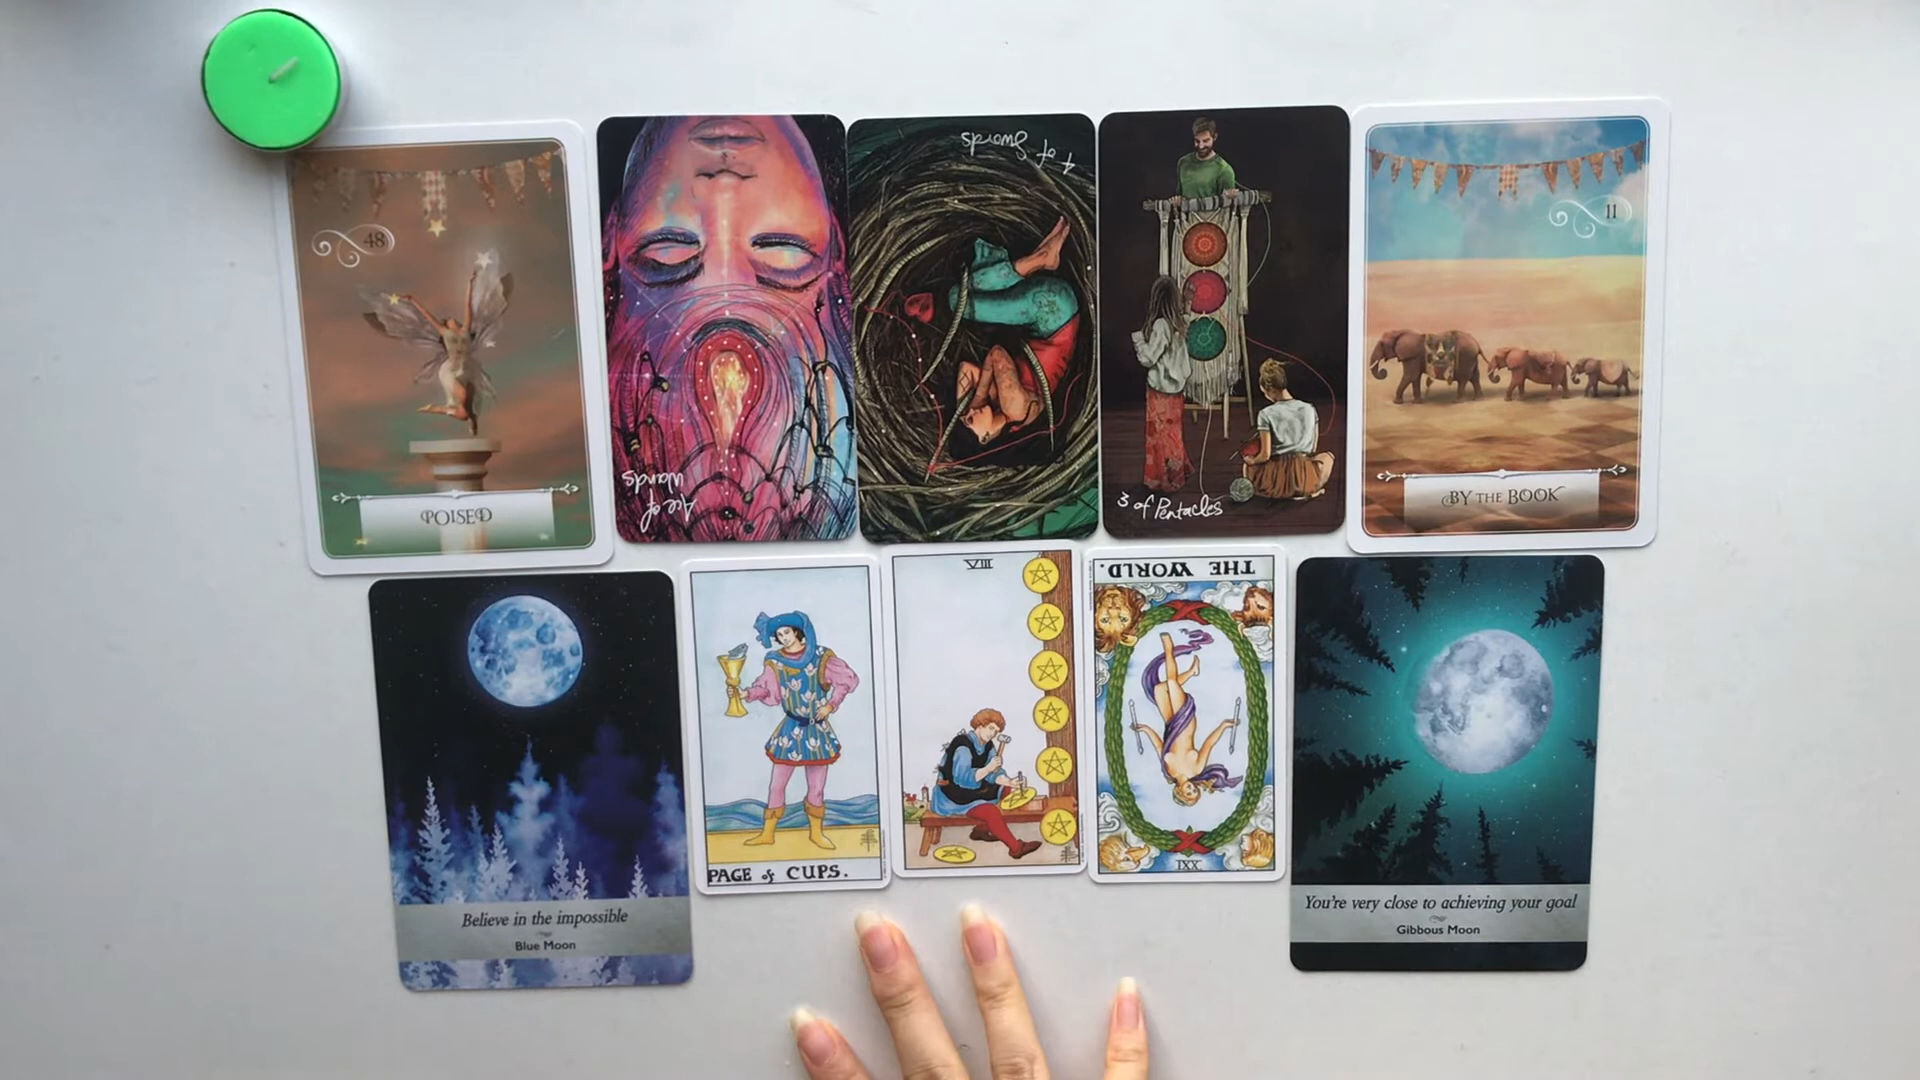 48
POISED
Ace of
Wands
4 of Swords
3 of Pentacles
11
BY THE BOOK
Believe in the impossible
Blue Moon
PAGE of CUPS.
VIII
THE WORLD.
XXI
You're very close to achieving your goal
Gibbous Moon